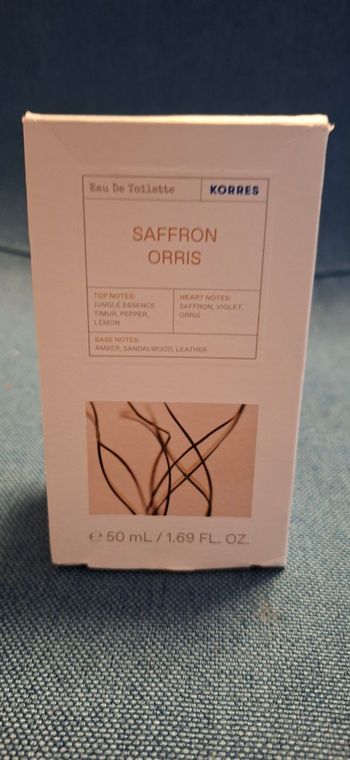 Eau De Toilette
KORRES
SAFFRON
ORRIS
TOP NOTES:
JUNGLE ESSENCE
TIMUR, PEPPER,
LEMON
HEART NOTES:
SAFFRON, VIOLET,
ORRIS
BASE NOTES:
AMBER, SANDALWOOD, LEATHER
℮ 50 mL / 1.69 FL. OZ.